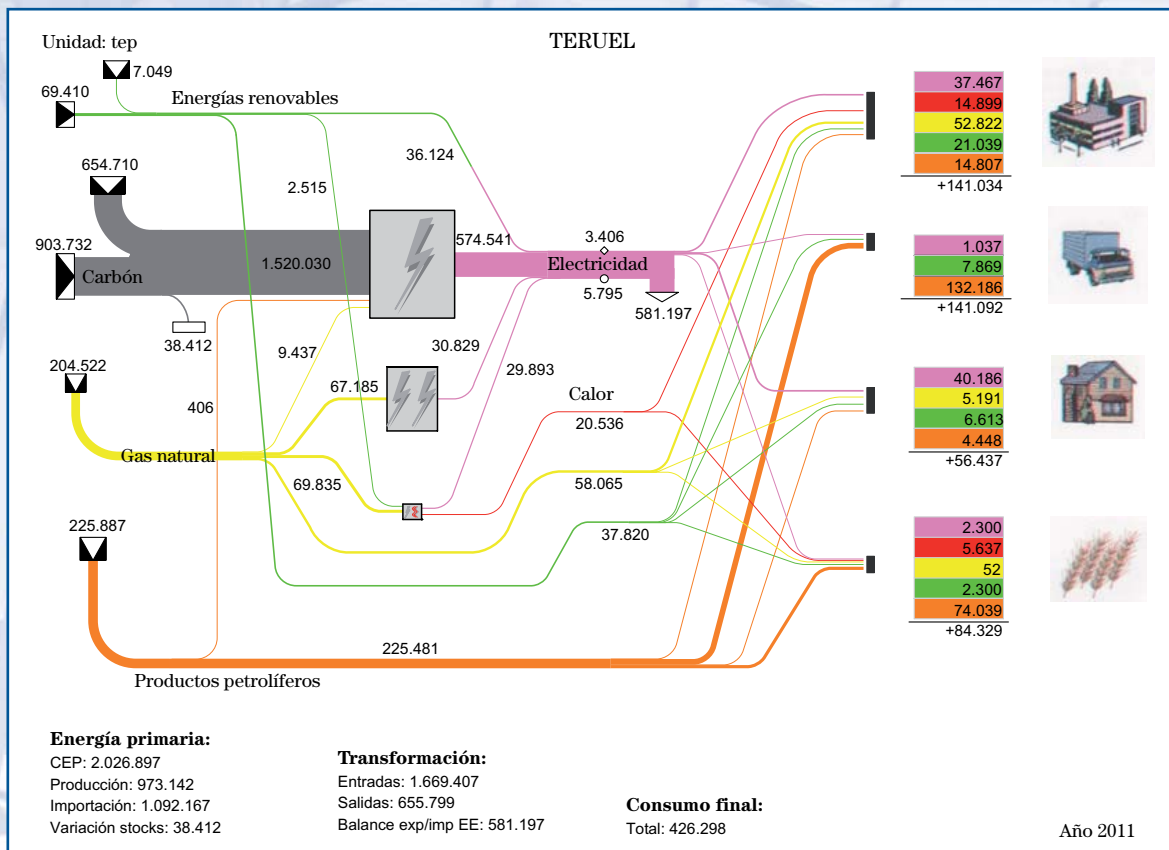 Unidad: tep
TERUEL
7.049
69.410
Energías renovables
36.124
654.710
2.515
903.732
Carbón
1.520.030
574.541
3.406
Electricidad
5.795
581.197
38.412
9.437
30.829
29.893
204.522
67.185
406
Calor
20.536
Gas natural
69.835
58.065
225.887
37.820
225.481
Productos petrolíferos
37.467
14.899
52.822
21.039
14.807
+141.034
1.037
7.869
132.186
+141.092
40.186
5.191
6.613
4.448
+56.437
2.300
5.637
52
2.300
74.039
+84.329
Energía primaria:
CEP: 2.026.897
Producción: 973.142
Importación: 1.092.167
Variación stocks: 38.412
Transformación:
Entradas: 1.669.407
Salidas: 655.799
Balance exp/imp EE: 581.197
Consumo final:
Total: 426.298
Año 2011